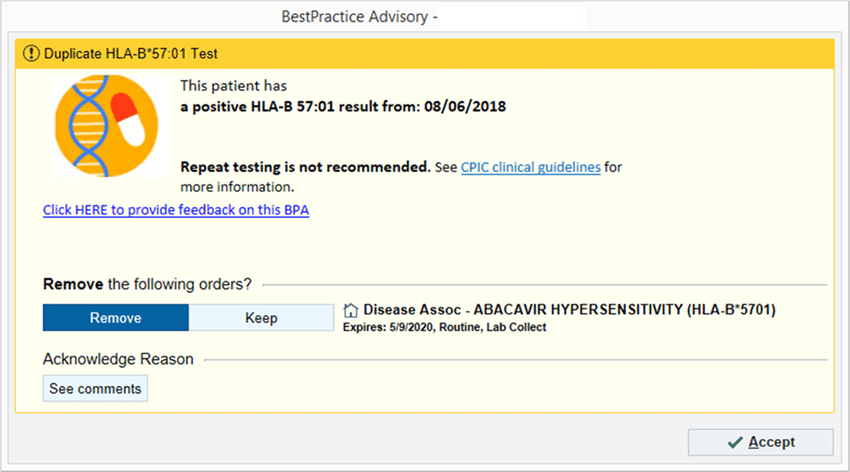 BestPractice Advisory -
Duplicate HLA-B*57:01 Test
This patient has
a positive HLA-B 57:01 result from: 08/06/2018
Repeat testing is not recommended. See CPIC clinical guidelines for
more information.
Click HERE to provide feedback on this BPA
Remove the following orders?
Remove Keep Disease Assoc - ABACAVIR HYPERSENSITIVITY (HLA-B*5701)
Expires: 5/9/2020, Routine, Lab Collect
Acknowledge Reason
See comments
Accept